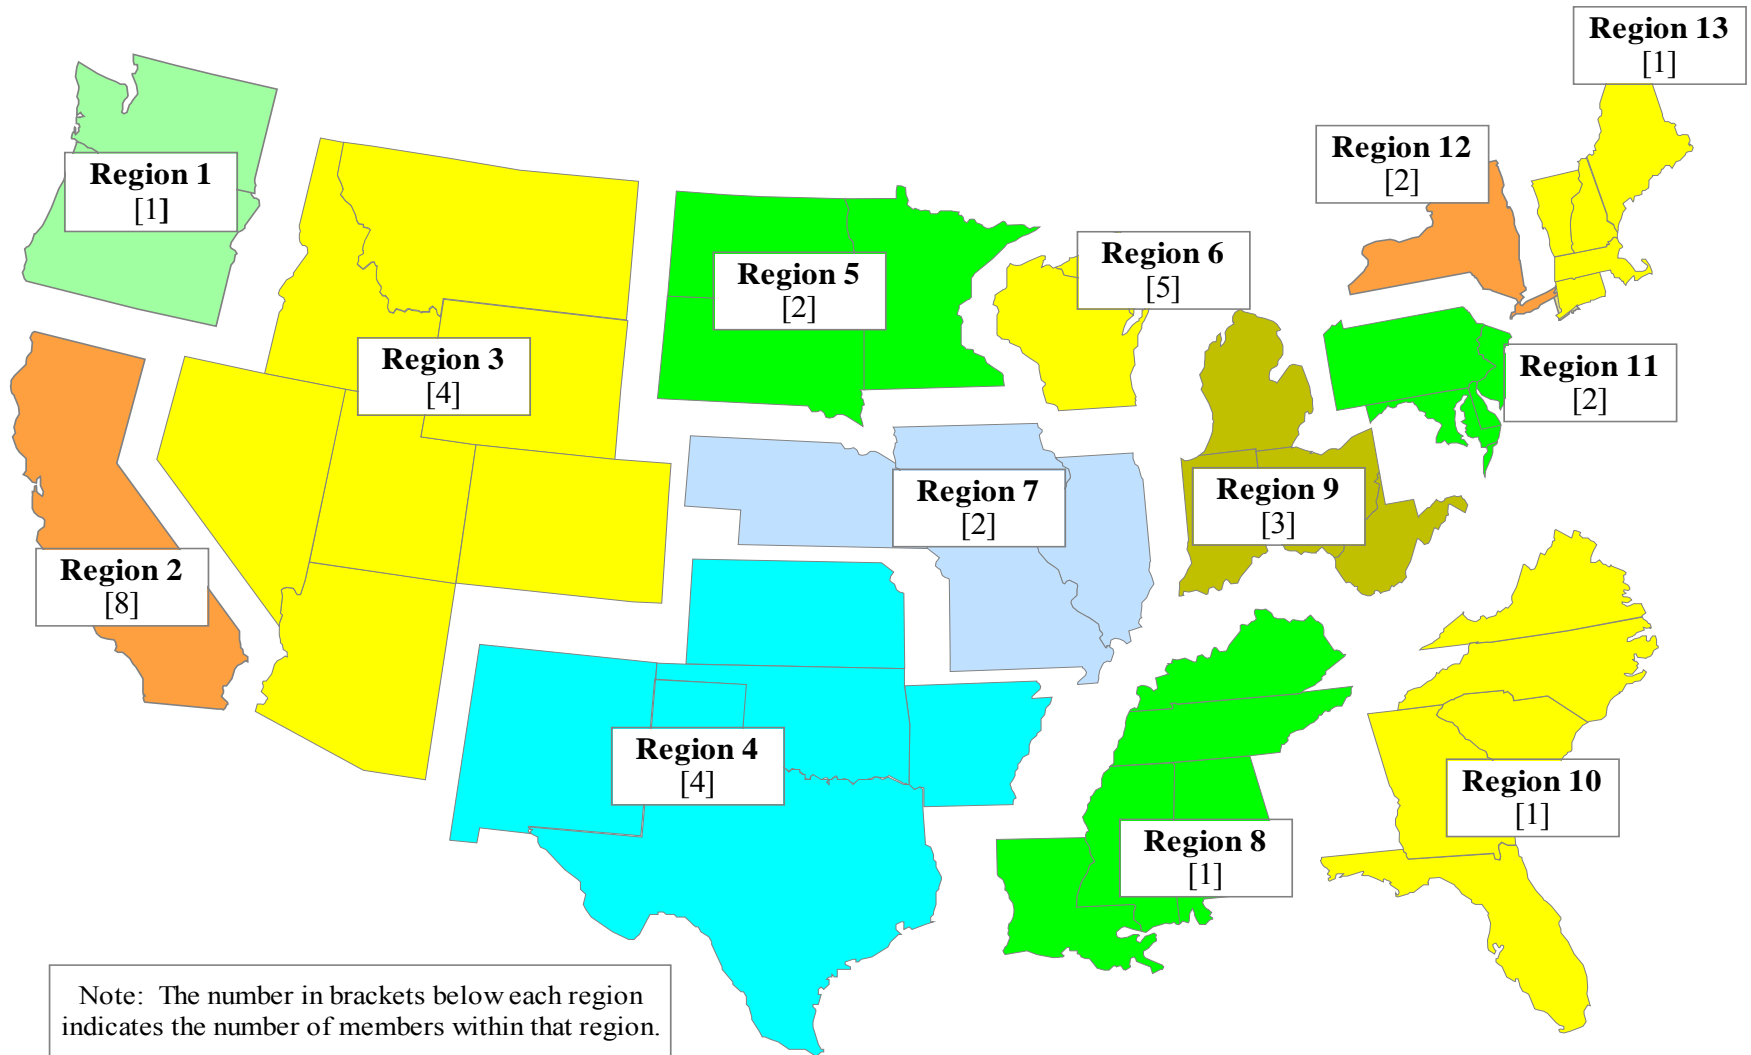 Region 13
[1]
Region 12
[2]
Region 1
[1]
Region 6
[5]
Region 5
[2]
Region 3
[4]
Region 11
[2]
Region 7
[2]
Region 9
[3]
Region 2
[8]
Region 4
[4]
Region 10
[1]
Region 8
[1]
Note: The number in brackets below each region
indicates the number of members within that region.